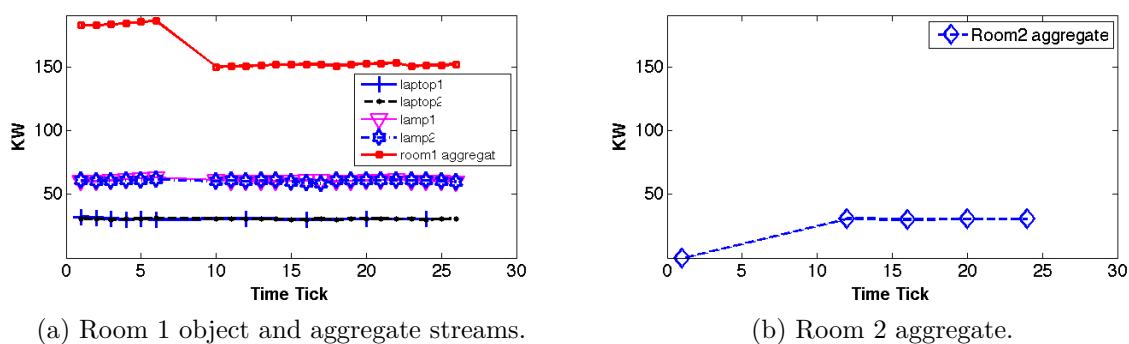 150
100
50
0
5
10
15
20
25
30
KW
Time Tick
laptop1
laptop2
lamp1
lamp2
room1 aggregat
(a) Room 1 object and aggregate streams.
150
100
50
0
5
10
15
20
25
30
KW
Time Tick
Room2 aggregate
(b) Room 2 aggregate.